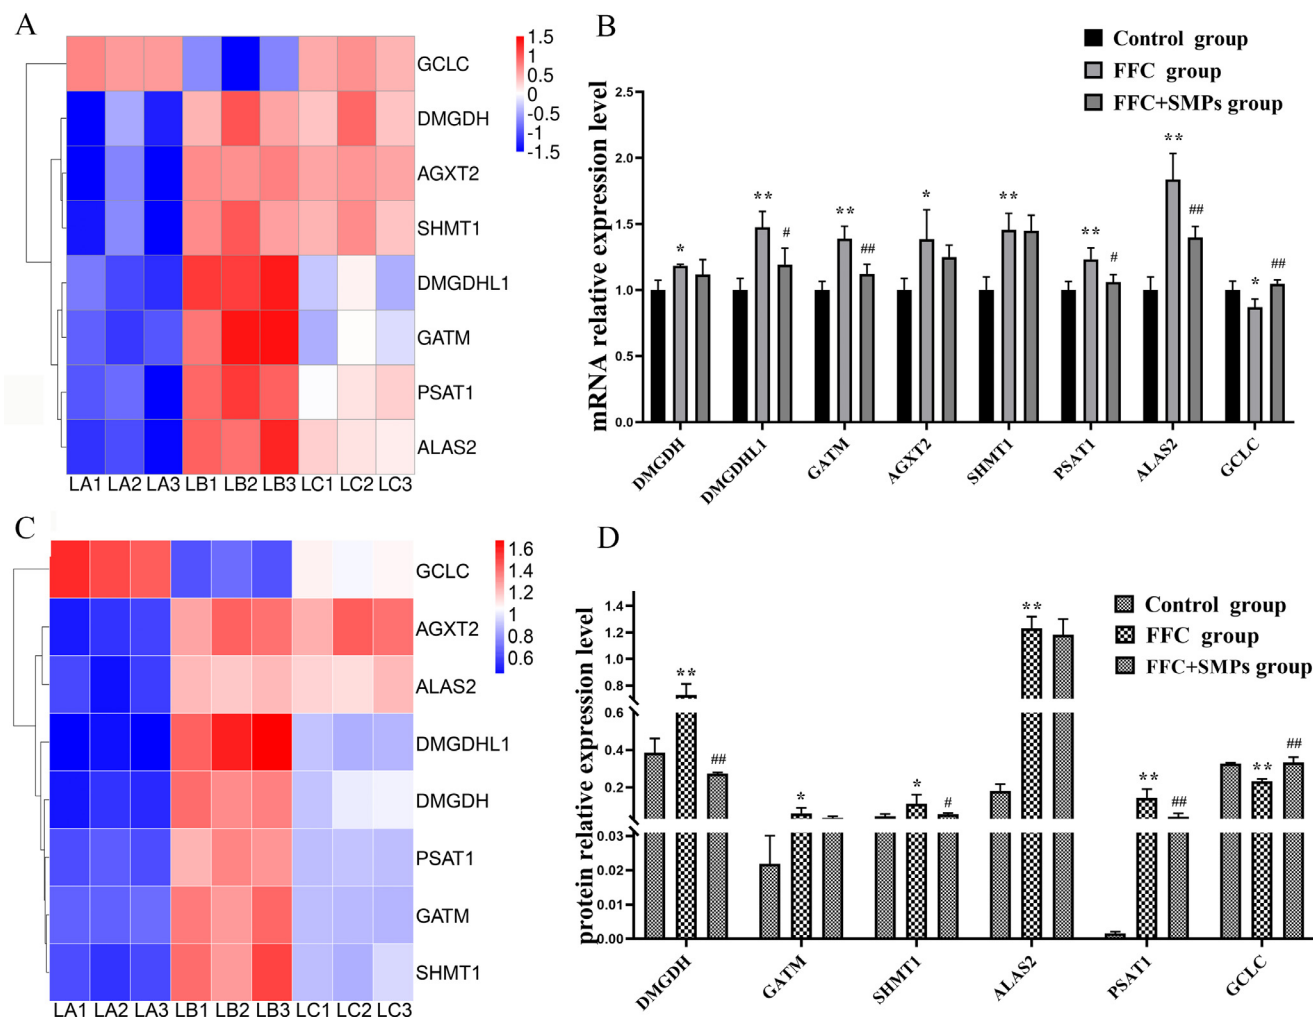 A
1.5
1
0.5
0
-0.5
-1
-1.5
GCLC
DMGDH
AGXT2
SHMT1
DMGDHL1
GATM
PSAT1
ALAS2
LA1 LA2 LA3 LB1 LB2 LB3 LC1 LC2 LC3
B
Control group
FFC group
FFC+SMPs group
mRNA relative expression level
2.5
2.0
1.5
1.0
0.5
0.0
*
**
#
**
##
*
**
**
#
**
##
*
##
DMGDH
DMGDHL1
GATM
AGXT2
SHMT1
PSAT1
ALAS2
GCLC
C
1.6
1.4
1.2
1
0.8
0.6
GCLC
AGXT2
ALAS2
DMGDHL1
DMGDH
PSAT1
GATM
SHMT1
LA1 LA2 LA3 LB1 LB2 LB3 LC1 LC2 LC3
D
Control group
FFC group
FFC+SMPs group
protein relative expression level
1.4
1.2
1.0
0.8
0.6
0.4
0.2
0.03
0.02
0.01
0.00
**
##
*
*
#
**
**
##
**
##
DMGDH
GATM
SHMT1
ALAS2
PSAT1
GCLC